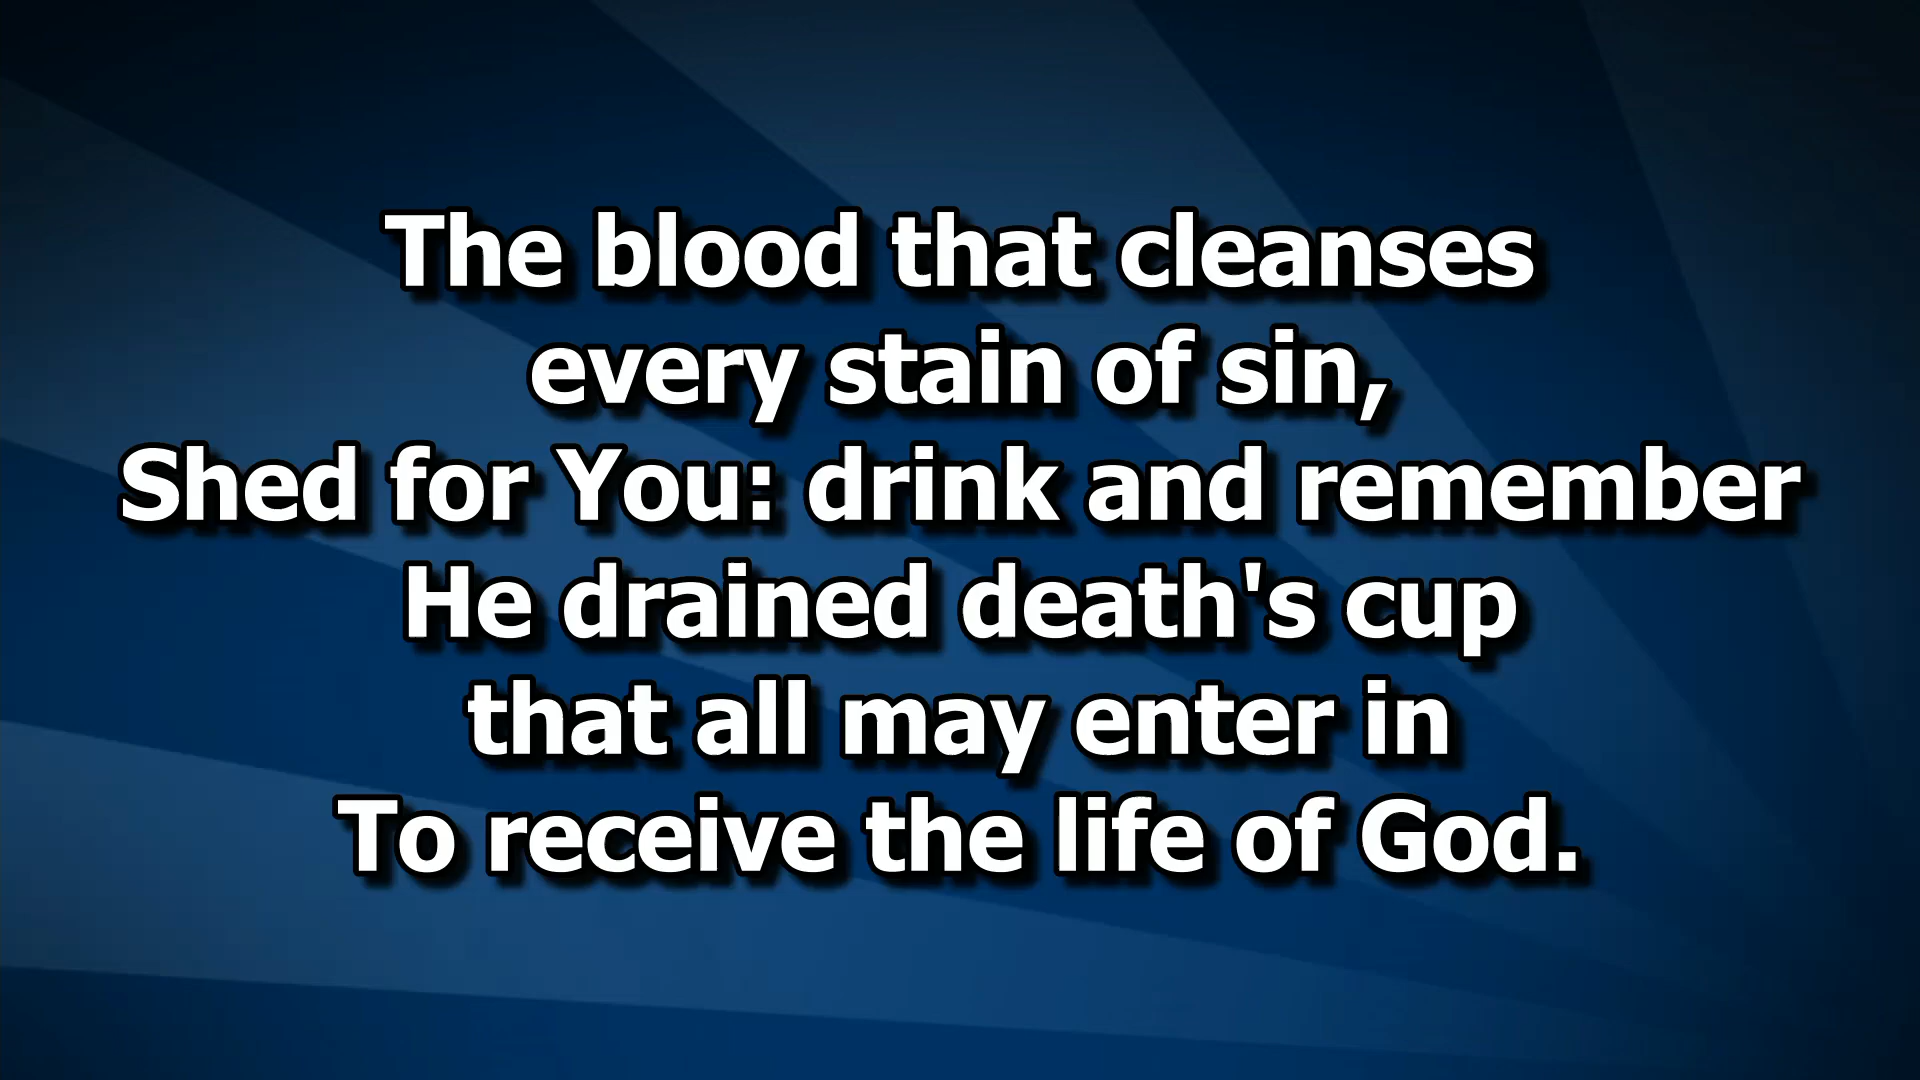 The blood that cleanses
every stain of sin,
Shed for You: drink and remember
He drained death's cup
that all may enter in
To receive the life of God.